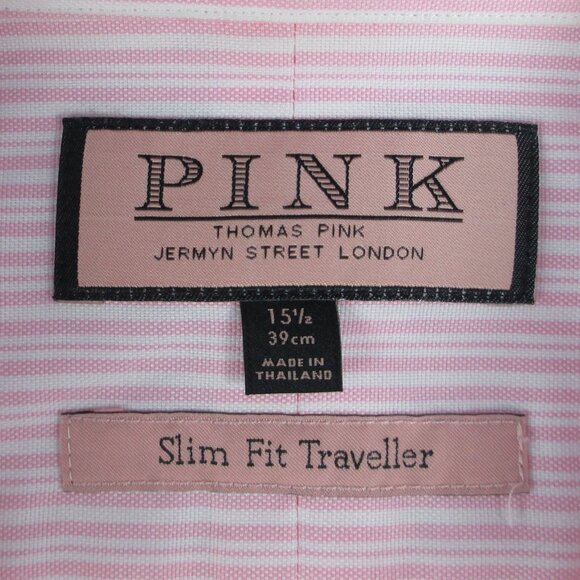 PINK
THOMAS PINK
JERMYN STREET LONDON
15½
39cm
MADE IN
THAILAND
Slim Fit Traveller